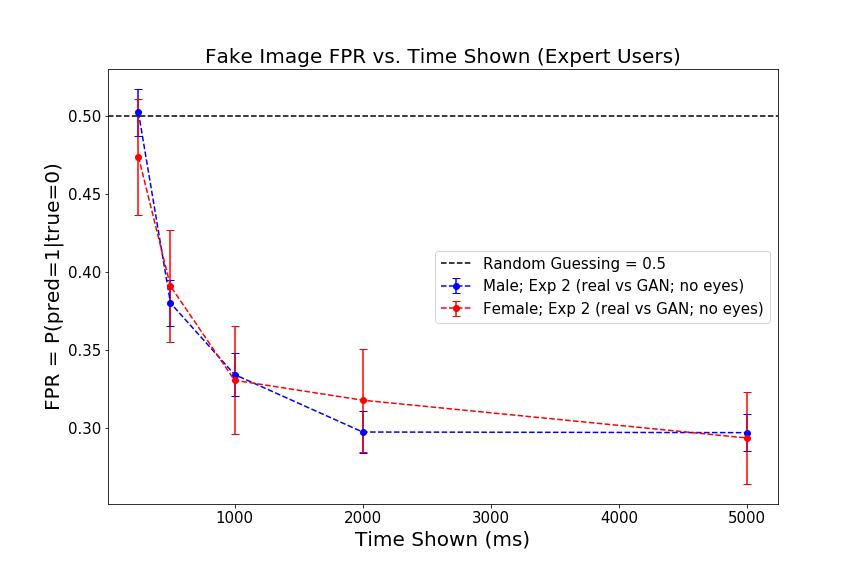 Fake Image FPR vs. Time Shown (Expert Users)
FPR = P(pred=1|true=0)
0.50
0.45
0.40
0.35
0.30
Random Guessing = 0.5
Male; Exp 2 (real vs GAN; no eyes)
Female; Exp 2 (real vs GAN; no eyes)
1000 2000 3000 4000 5000
Time Shown (ms)